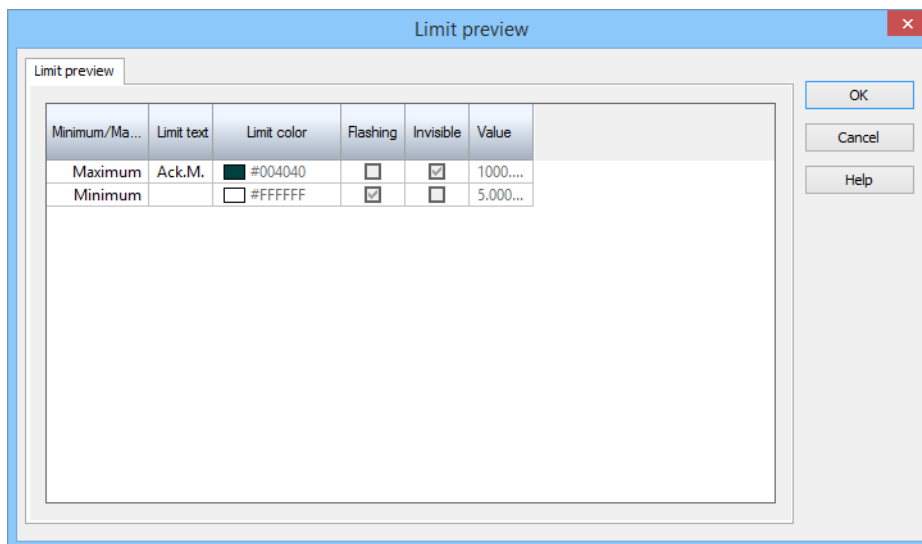 Limit preview
Limit preview
OK
Cancel
Help
Minimum/Ma... Limit text Limit color Flashing Invisible Value
Maximum Ack.M. #004040 1000....
Minimum #FFFFFF 5.000...